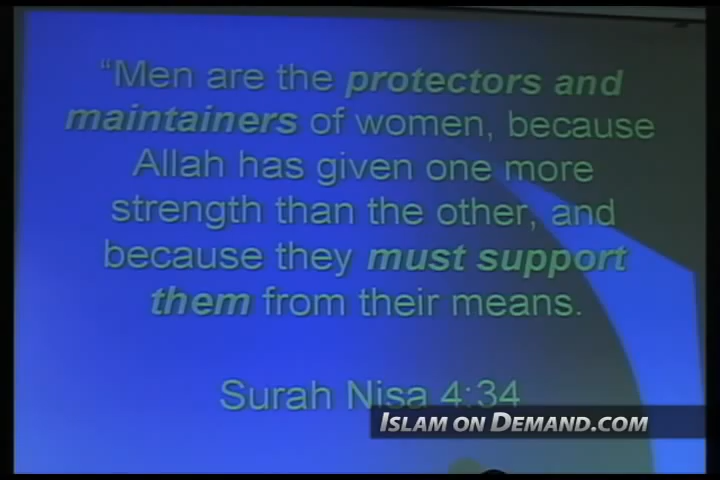 “Men are the protectors and
maintainers of women, because
Allah has given one more
strength than the other, and
because they must support
them from their means.
Surah Nisa 4:34
ISLAM ON DEMAND.COM